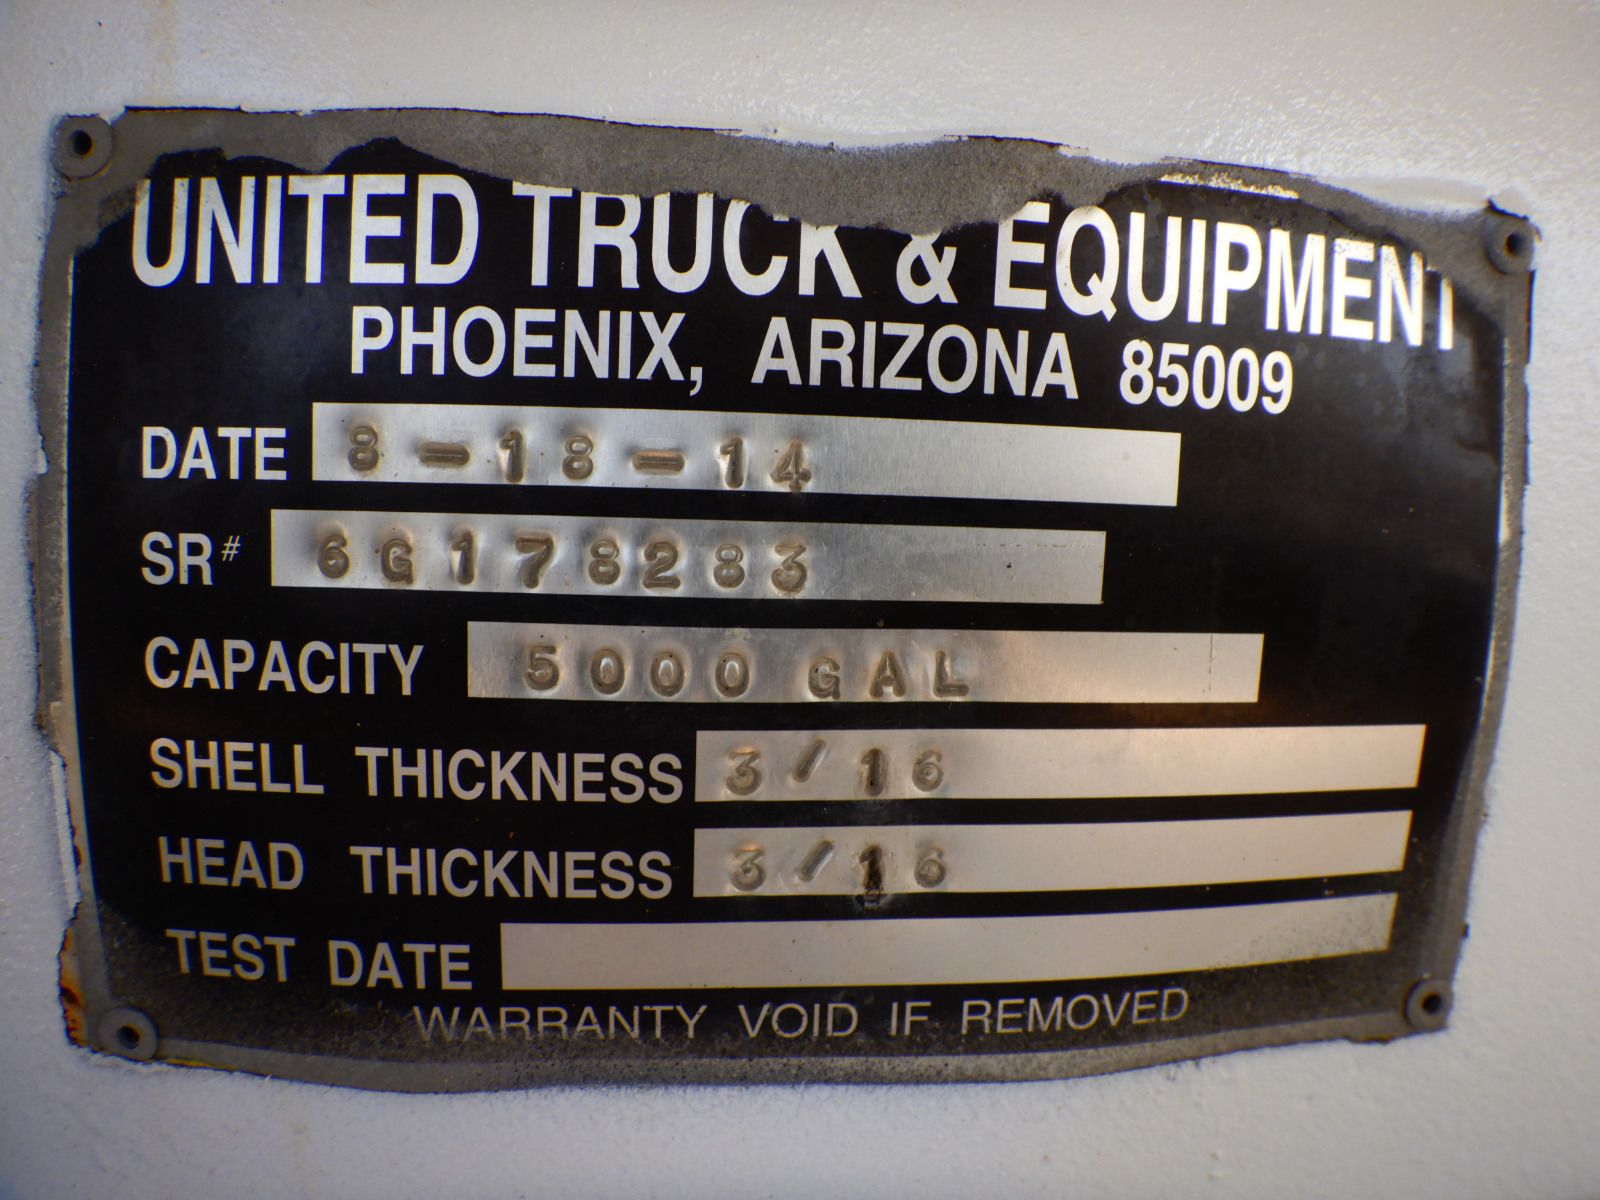 UNITED TRUCK & EQUIPMENT
PHOENIX, ARIZONA 85009
DATE 8-18-14
SR# 6G178283
CAPACITY 5000 GAL
SHELL THICKNESS 3/16
HEAD THICKNESS 3/16
TEST DATE
WARRANTY VOID IF REMOVED